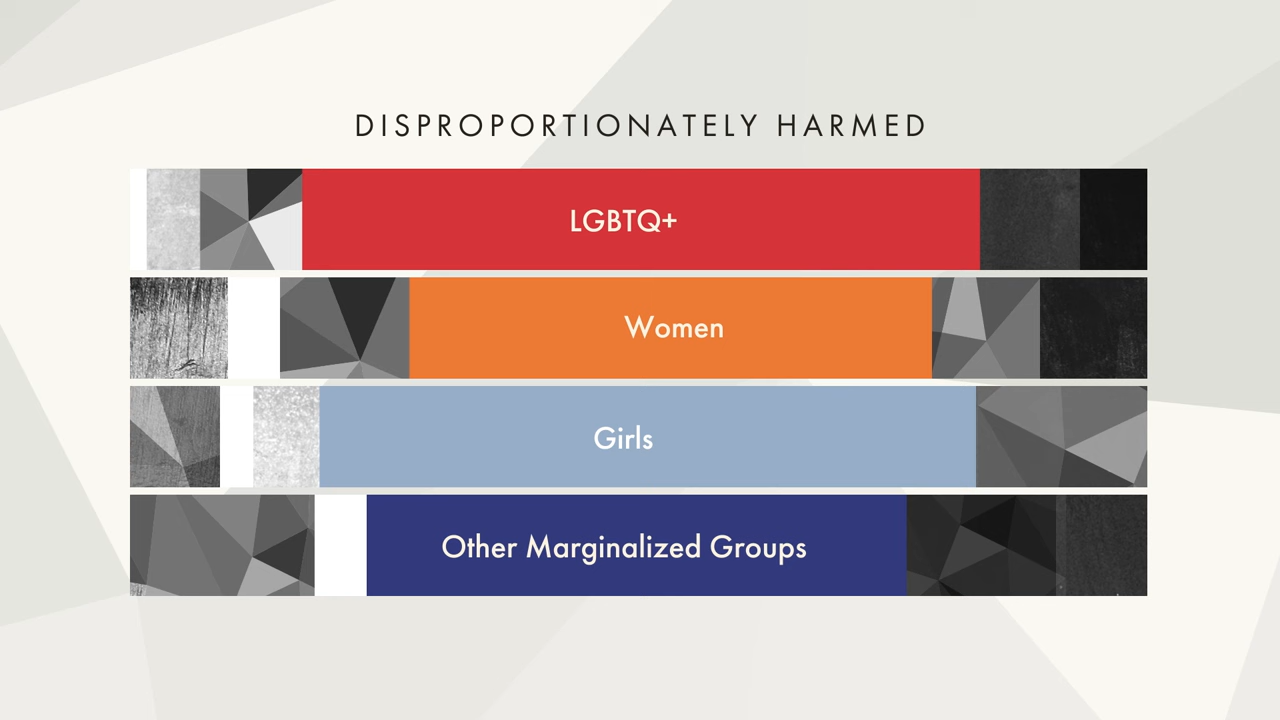 DISPROPORTIONATELY HARMED
LGBTQ+
Women
Girls
Other Marginalized Groups